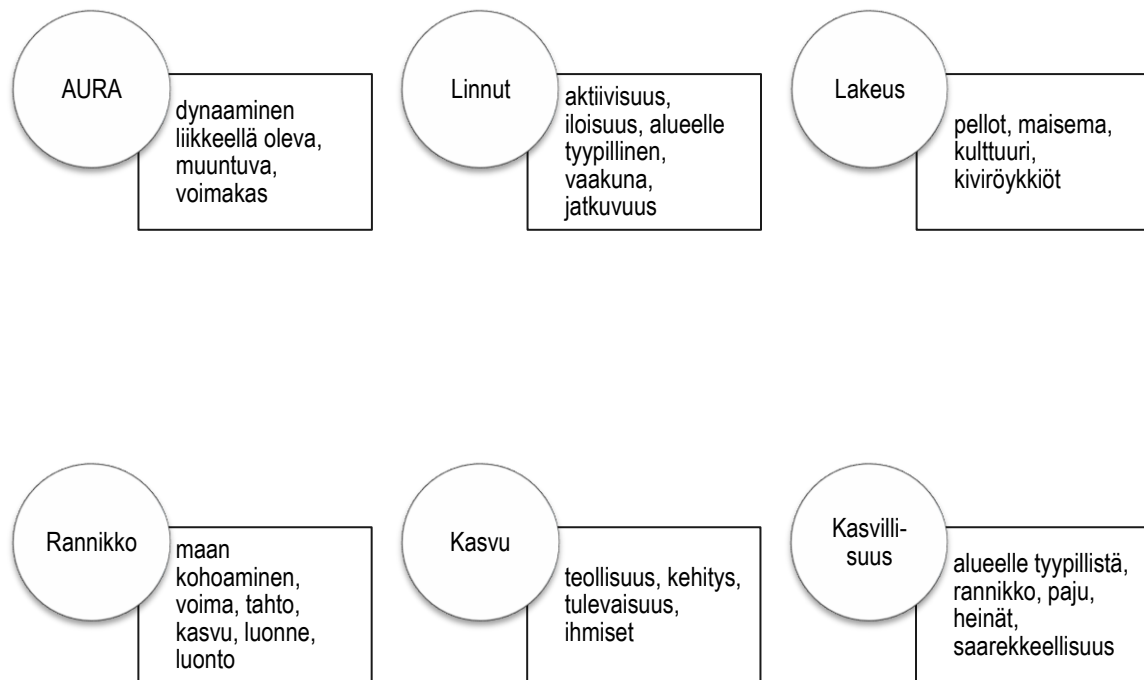 AURA
dynaaminen
liikkeellä oleva,
muuntuva,
voimakas
Linnut
aktiivisuus,
iloisuus, alueelle
tyypillinen,
vaakuna,
jatkuvuus
Lakeus
pellot, maisema,
kulttuuri,
kiviröykkiöt
Rannikko
maan
kohoaminen,
voima, tahto,
kasvu, luonne,
luonto
Kasvu
teollisuus, kehitys,
tulevaisuus,
ihmiset
Kasvilli-
suus
alueelle tyypillistä,
rannikko, paju,
heinät,
saarekkeellisuus